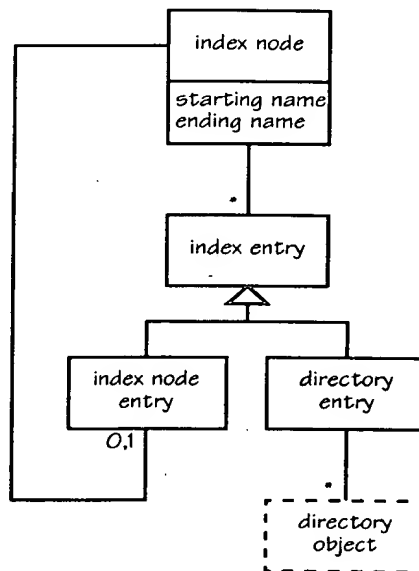 index node
starting name
ending name
*
index entry
index node
entry
directory
entry
0,1
*
directory
object